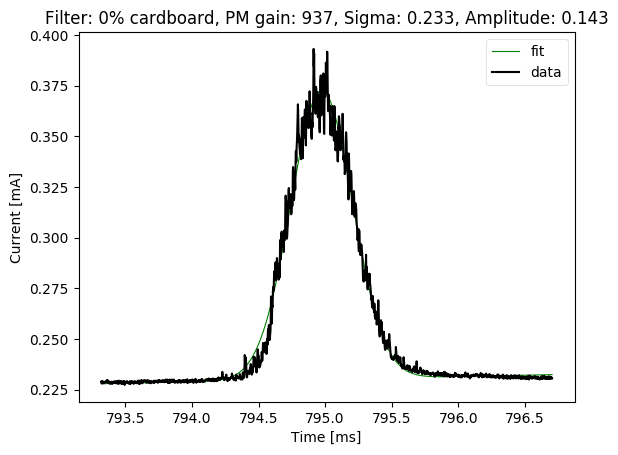 Filter: 0% cardboard, PM gain: 937, Sigma: 0.233, Amplitude: 0.143
0.400
fit
data
0.375
0.350
0.325
0.300
0.275
0.250
0.225
Current [mA]
793.5 794.0 794.5 795.0 795.5 796.0 796.5
Time [ms]